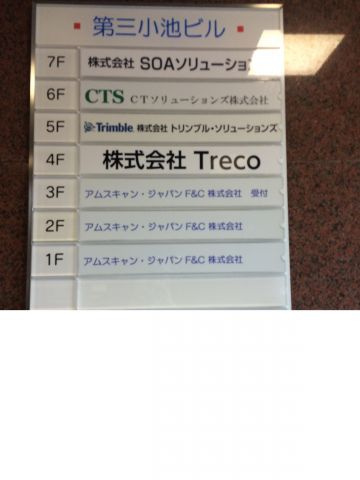 ■ 第三小池ビル ■
7F 株式会社 SOAソリューションズ
6F CTS CTソリューションズ株式会社
5F Trimble. 株式会社 トリンブル・ソリューションズ
4F 株式会社 Treco
3F アムスキャン・ジャパン F&C 株式会社 受付
2F アムスキャン・ジャパン F&C 株式会社
1F アムスキャン・ジャパン F&C 株式会社